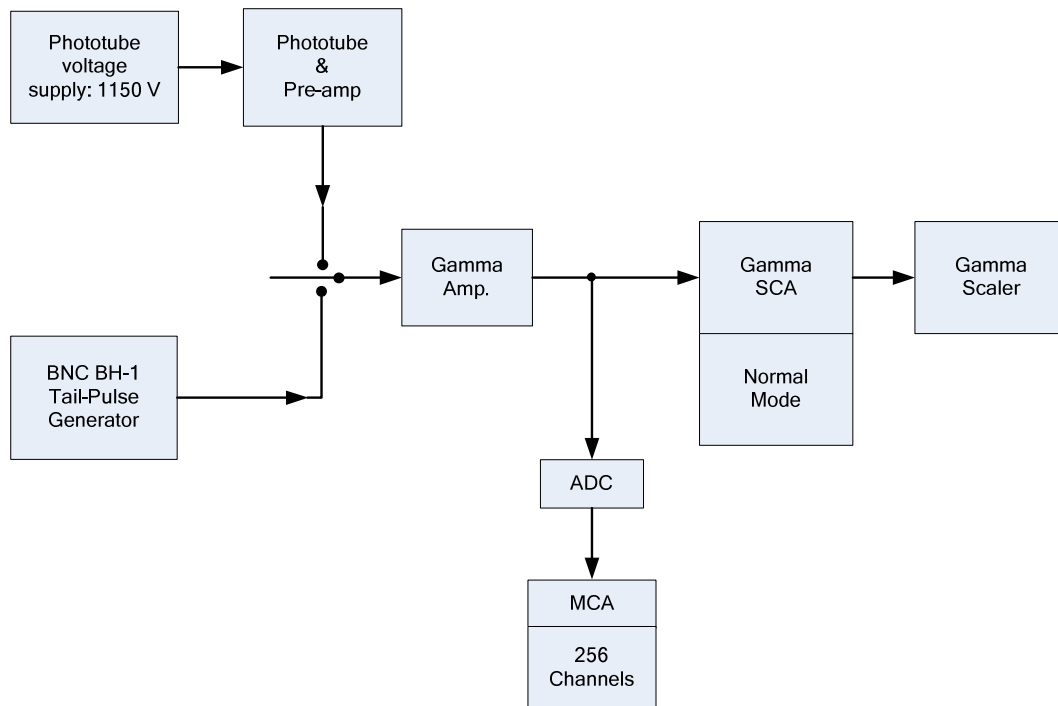 Phototube
voltage
supply: 1150 V
Phototube
&
Pre-amp
Gamma
Amp.
Gamma
SCA
Gamma
Scaler
Normal
Mode
BNC BH-1
Tail-Pulse
Generator
ADC
MCA
256
Channels